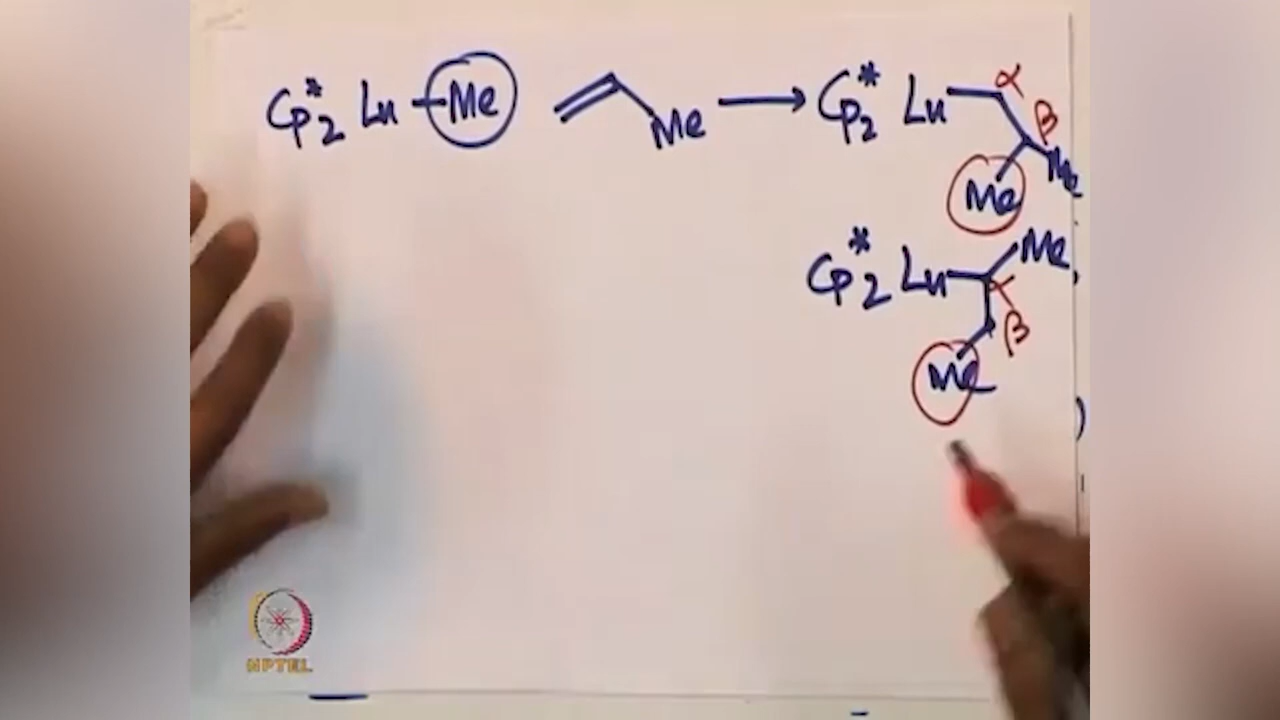 Cp*2 Lu Me Me → Cp*2 Lu α β Me Me
Cp*2 Lu Me α β Me
NPTEL